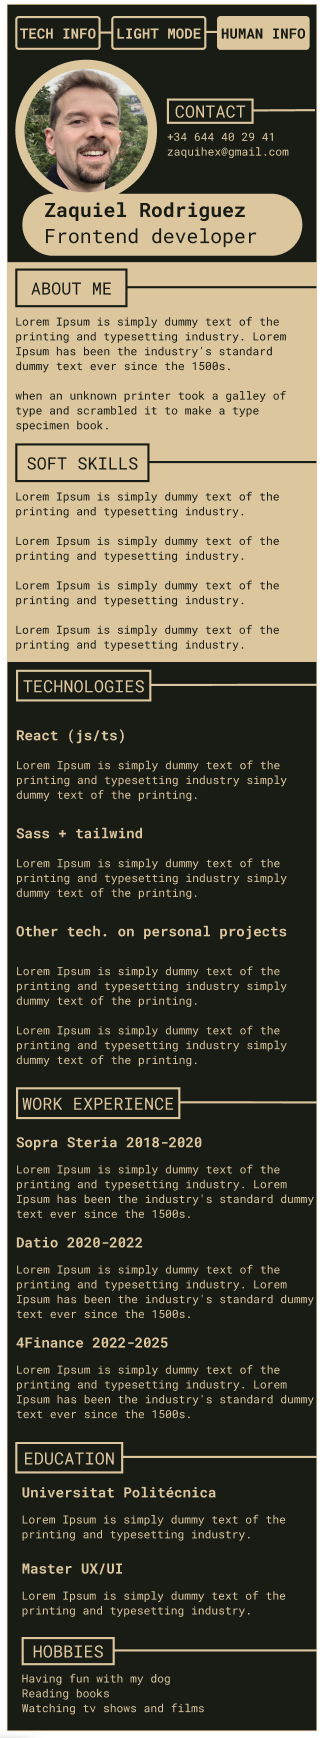 TECH INFO LIGHT MODE HUMAN INFO
CONTACT
+34 644 40 29 41
zaquihex@gmail.com
Zaquiel Rodriguez
Frontend developer
ABOUT ME
Lorem Ipsum is simply dummy text of the
printing and typesetting industry. Lorem
Ipsum has been the industry's standard
dummy text ever since the 1500s.
when an unknown printer took a galley of
type and scrambled it to make a type
specimen book.
SOFT SKILLS
Lorem Ipsum is simply dummy text of the
printing and typesetting industry.
Lorem Ipsum is simply dummy text of the
printing and typesetting industry.
Lorem Ipsum is simply dummy text of the
printing and typesetting industry.
Lorem Ipsum is simply dummy text of the
printing and typesetting industry.
TECHNOLOGIES
React (js/ts)
Lorem Ipsum is simply dummy text of the
printing and typesetting industry simply
dummy text of the printing.
Sass + tailwind
Lorem Ipsum is simply dummy text of the
printing and typesetting industry simply
dummy text of the printing.
Other tech. on personal projects
Lorem Ipsum is simply dummy text of the
printing and typesetting industry simply
dummy text of the printing.
Lorem Ipsum is simply dummy text of the
printing and typesetting industry simply
dummy text of the printing.
WORK EXPERIENCE
Sopra Steria 2018-2020
Lorem Ipsum is simply dummy text of the
printing and typesetting industry. Lorem
Ipsum has been the industry's standard dummy
text ever since the 1500s.
Datio 2020-2022
Lorem Ipsum is simply dummy text of the
printing and typesetting industry. Lorem
Ipsum has been the industry's standard dummy
text ever since the 1500s.
4Finance 2022-2025
Lorem Ipsum is simply dummy text of the
printing and typesetting industry. Lorem
Ipsum has been the industry's standard dummy
text ever since the 1500s.
EDUCATION
Universitat Politécnica
Lorem Ipsum is simply dummy text of the
printing and typesetting industry.
Master UX/UI
Lorem Ipsum is simply dummy text of the
printing and typesetting industry.
HOBBIES
Having fun with my dog
Reading books
Watching tv shows and films